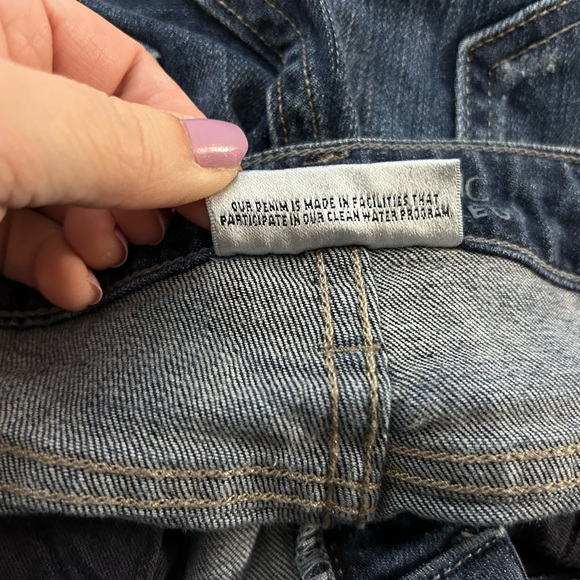 OUR DENIM IS MADE IN FACILITIES THAT
PARTICIPATE IN OUR CLEAN WATER PROGRAM.